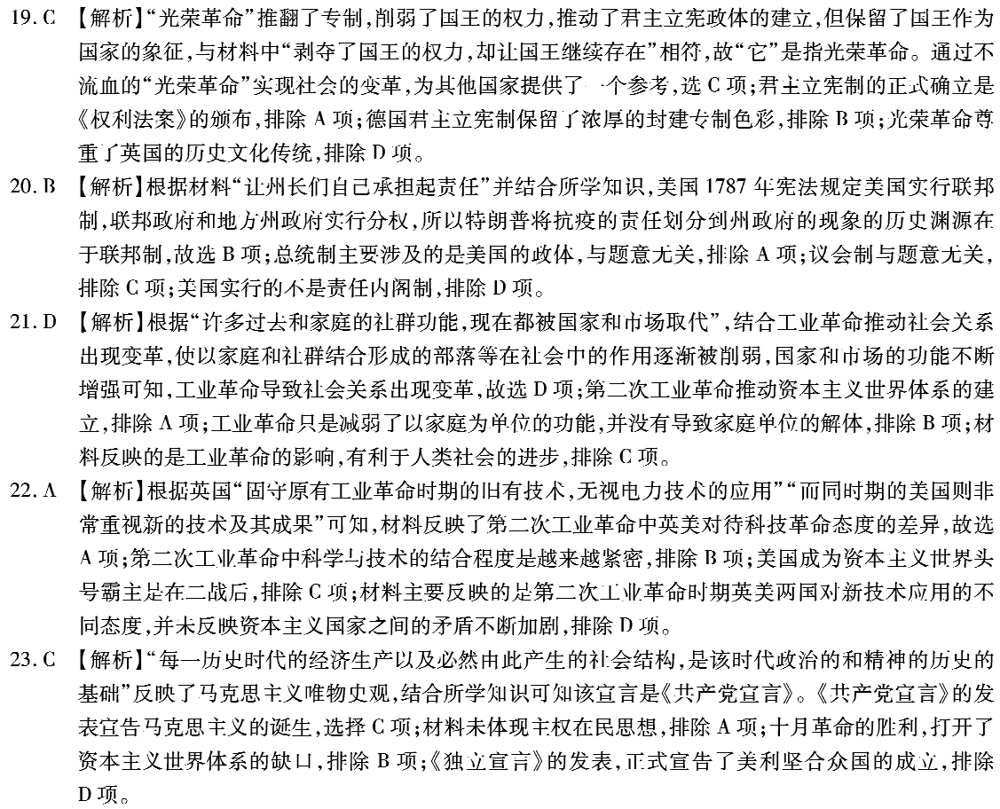 19. C 【解析】“光荣革命”推翻了专制,削弱了国王的权力,推动了君主立宪政体的建立,但保留了国王作为
国家的象征,与材料中“剥夺了国王的权力,却让国王继续存在”相符,故“它”是指光荣革命。通过不
流血的“光荣革命”实现社会的变革,为其他国家提供了一个参考,选 C 项;君主立宪制的正式确立是
《权利法案》的颁布,排除 A 项;德国君主立宪制保留了浓厚的封建专制色彩,排除 B 项;光荣革命尊
重了英国的历史文化传统,排除 D 项。
20. B 【解析】根据材料“让州长们自己承担起责任”并结合所学知识,美国 1787 年宪法规定美国实行联邦
制,联邦政府和地方州政府实行分权,所以特朗普将抗疫的责任划分到州政府的现象的历史渊源在
于联邦制,故选 B 项;总统制主要涉及的是美国的政体,与题意无关,排除 A 项;议会制与题意无关,
排除 C 项;美国实行的不是责任内阁制,排除 D 项。
21. D 【解析】根据“许多过去和家庭的社群功能,现在都被国家和市场取代”,结合工业革命推动社会关系
出现变革,使以家庭和社群结合形成的部落等在社会中的作用逐渐被削弱,国家和市场的功能不断
增强可知,工业革命导致社会关系出现变革,故选 D 项;第二次工业革命推动资本主义世界体系的建
立,排除 A 项;工业革命只是减弱了以家庭为单位的功能,并没有导致家庭单位的解体,排除 B 项;材
料反映的是工业革命的影响,有利于人类社会的进步,排除 C 项。
22. A 【解析】根据英国“固守原有工业革命时期的旧有技术,无视电力技术的应用”“而同时期的美国则非
常重视新的技术及其成果”可知,材料反映了第二次工业革命中英美对待科技革命态度的差异,故选
A 项;第二次工业革命中科学与技术的结合程度是越来越紧密,排除 B 项;美国成为资本主义世界头
号霸主是在二战后,排除 C 项;材料主要反映的是第二次工业革命时期英美两国对新技术应用的不
同态度,并未反映资本主义国家之间的矛盾不断加剧,排除 D 项。
23. C 【解析】“每一历史时代的经济生产以及必然由此产生的社会结构,是该时代政治的和精神的历史的
基础”反映了马克思主义唯物史观,结合所学知识可知该宣言是《共产党宣言》。《共产党宣言》的发
表宣告马克思主义的诞生,选择 C 项;材料未体现主权在民思想,排除 A 项;十月革命的胜利,打开了
资本主义世界体系的缺口,排除 B 项;《独立宣言》的发表,正式宣告了美利坚合众国的成立,排除
D 项。